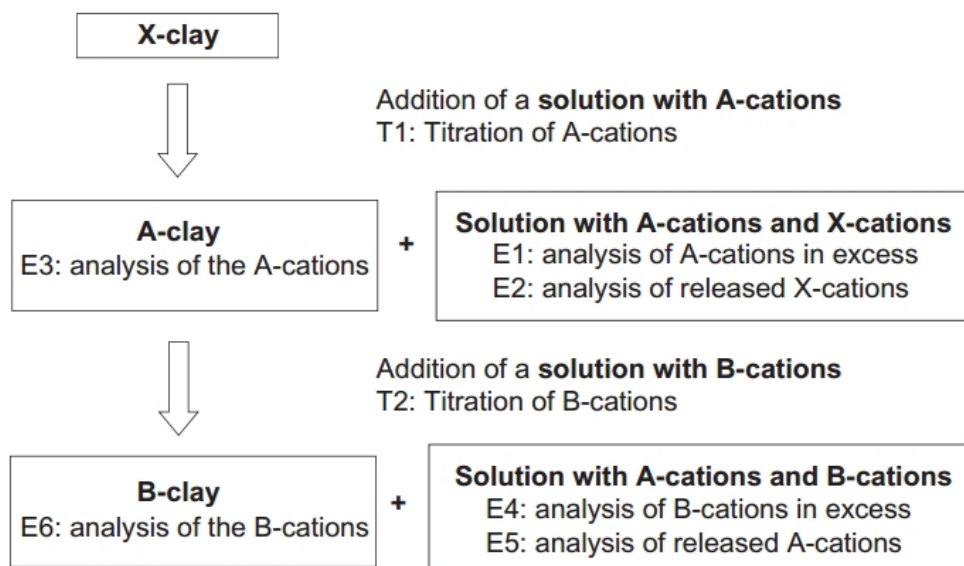 X-clay
Addition of a solution with A-cations
T1: Titration of A-cations
A-clay
E3: analysis of the A-cations
+
Solution with A-cations and X-cations
E1: analysis of A-cations in excess
E2: analysis of released X-cations
Addition of a solution with B-cations
T2: Titration of B-cations
B-clay
E6: analysis of the B-cations
+
Solution with A-cations and B-cations
E4: analysis of B-cations in excess
E5: analysis of released A-cations